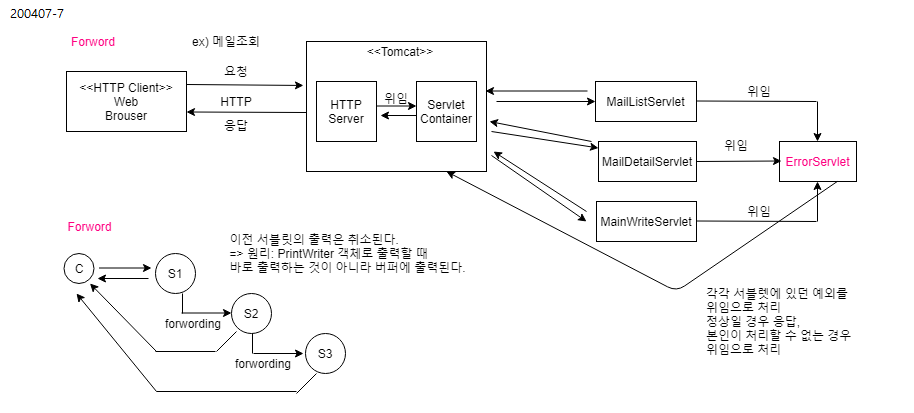 200407-7
Forword
ex) 메일조회
<<HTTP Client>>
Web
Brouser
요청
HTTP
응답
<<Tomcat>>
HTTP
Server
위임
Servlet
Container
MailListServlet
위임
MailDetailServlet
위임
ErrorServlet
MainWriteServlet
위임
Forword
이전 서블릿의 출력은 취소된다.
=> 원리: PrintWriter 객체로 출력할 때
바로 출력하는 것이 아니라 버퍼에 출력된다.
C
S1
forwording
S2
forwording
S3
각각 서블렛에 있던 예외를
위임으로 처리
정상일 경우 응답,
본인이 처리할 수 없는 경우
위임으로 처리